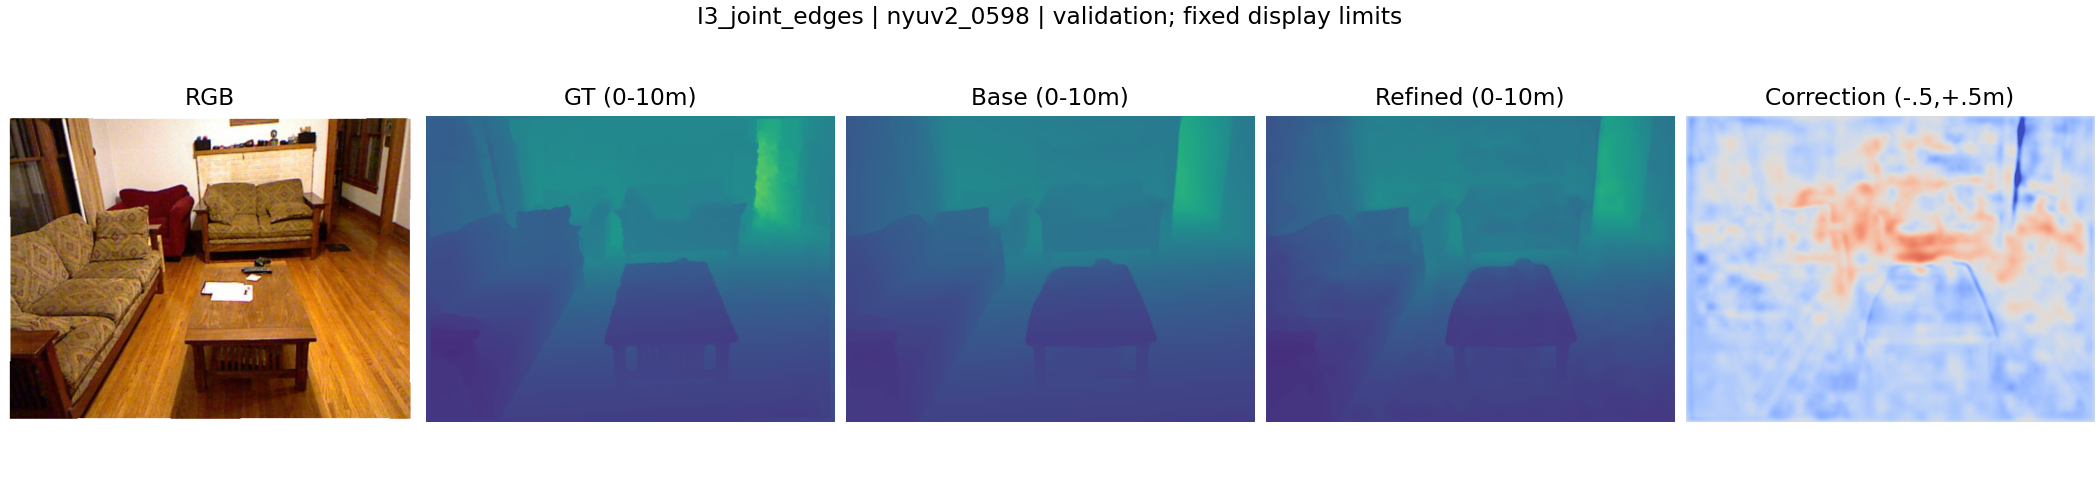 I3_joint_edges | nyuv2_0598 | validation; fixed display limits
RGB
GT (0-10m)
Base (0-10m)
Refined (0-10m)
Correction (-.5,+.5m)